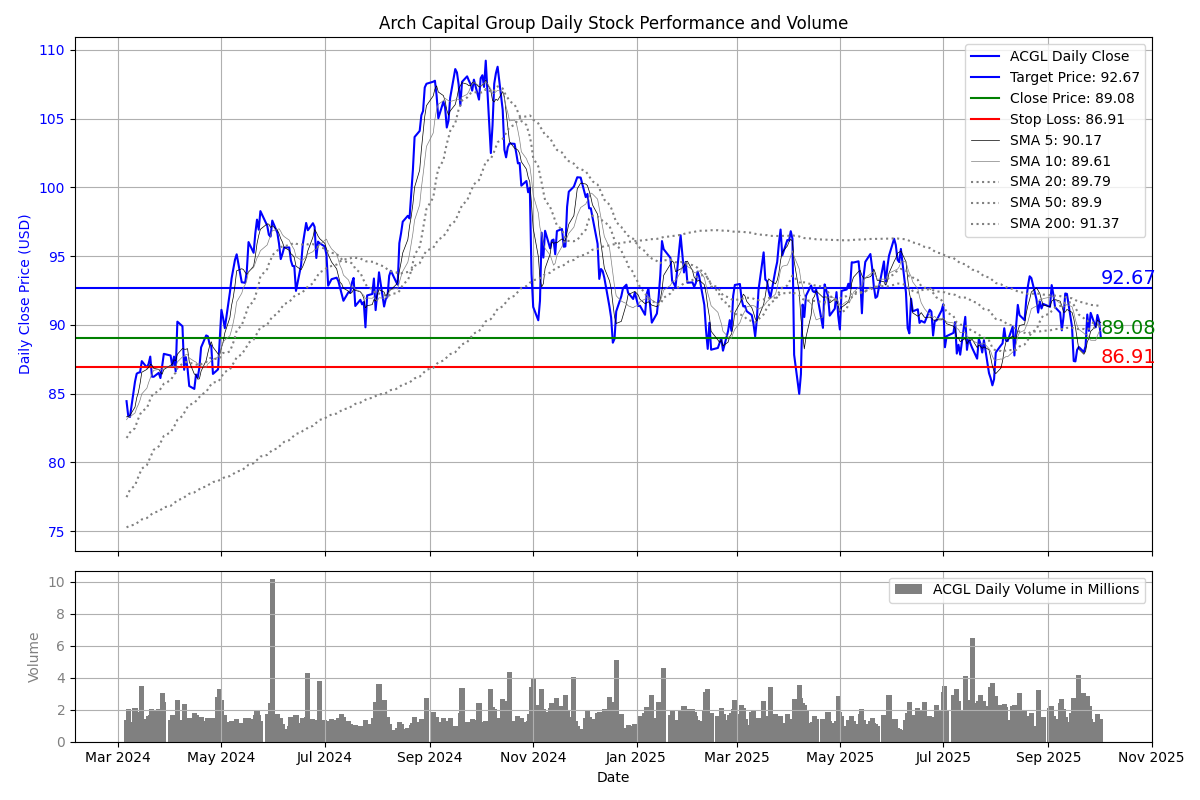 Arch Capital Group Daily Stock Performance and Volume
Daily Close Price (USD)
110
105
100
95
90
85
80
75
ACGL Daily Close
Target Price: 92.67
Close Price: 89.08
Stop Loss: 86.91
SMA 5: 90.17
SMA 10: 89.61
SMA 20: 89.79
SMA 50: 89.9
SMA 200: 91.37
92.67
89.08
86.91
Volume
10
8
6
4
2
0
ACGL Daily Volume in Millions
Mar 2024 May 2024 Jul 2024 Sep 2024 Nov 2024 Jan 2025 Mar 2025 May 2025 Jul 2025 Sep 2025 Nov 2025
Date